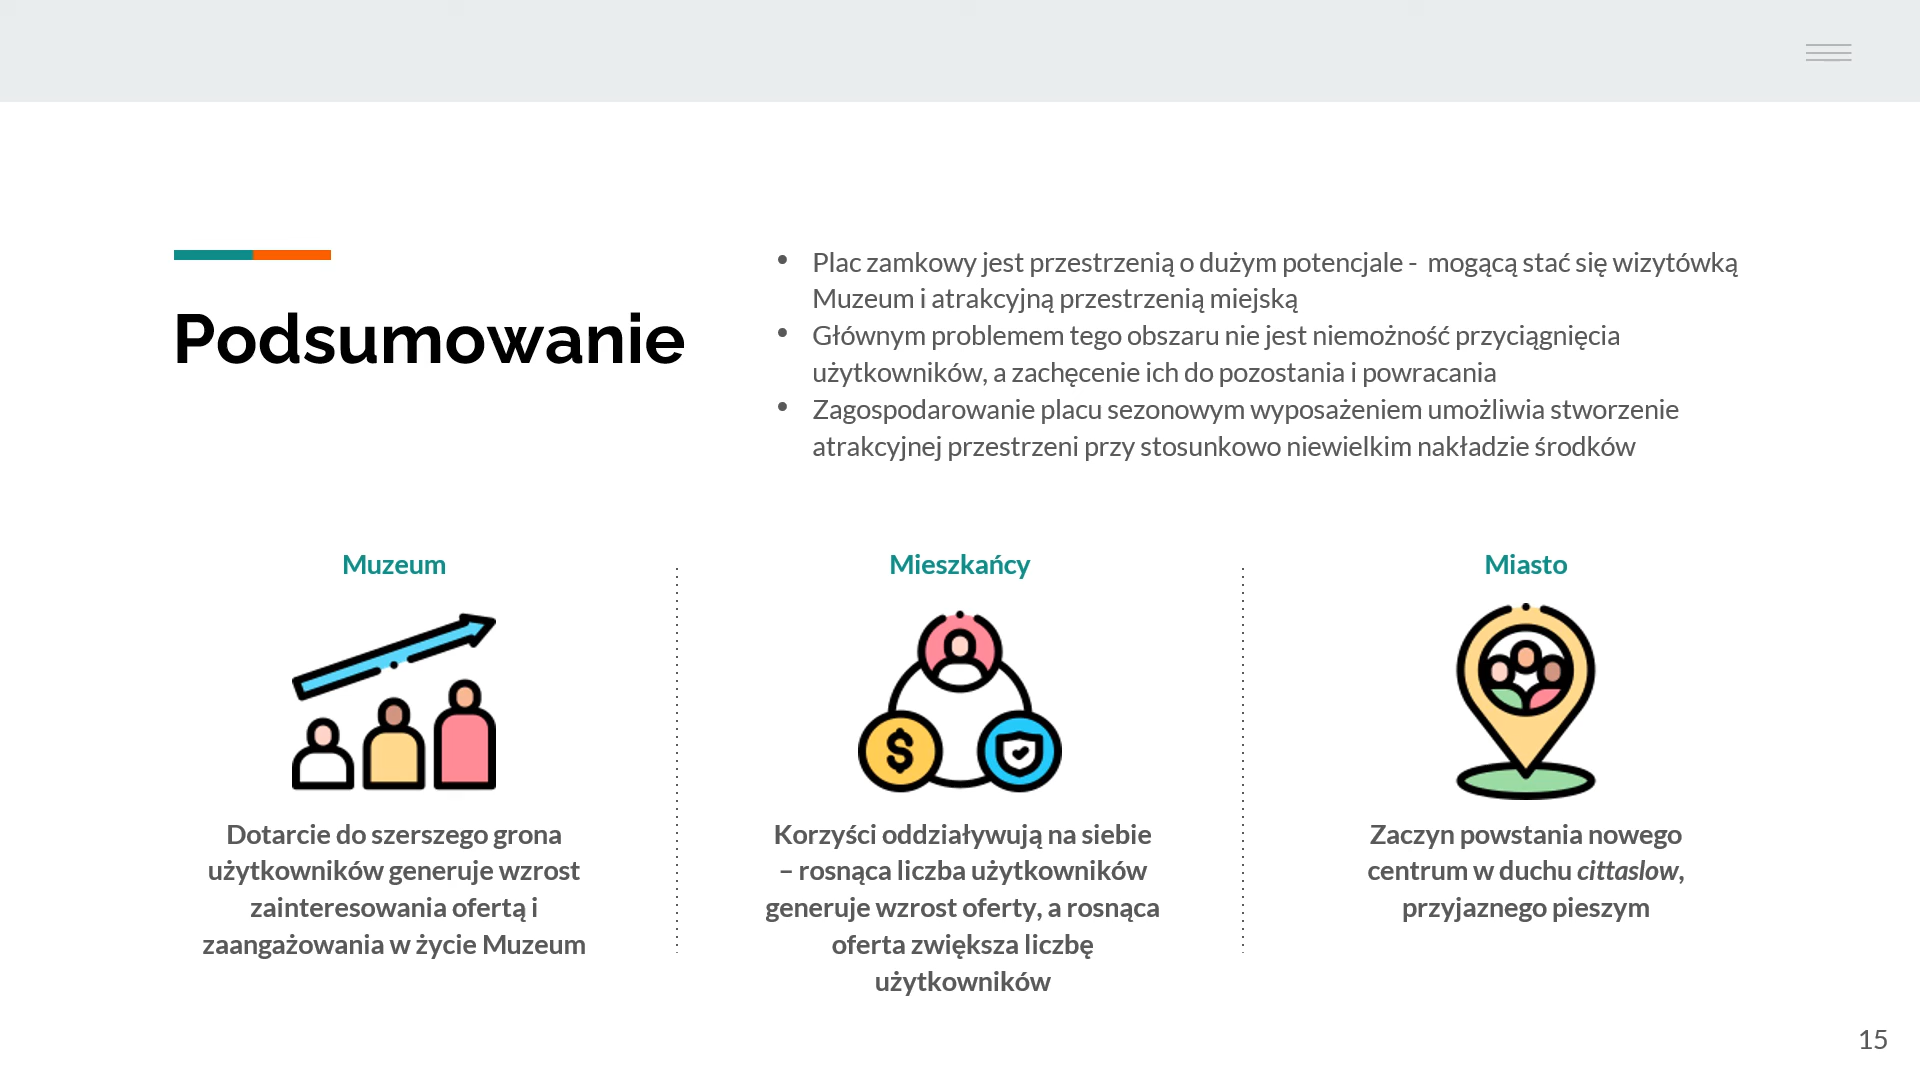 Podsumowanie
• Plac zamkowy jest przestrzenią o dużym potencjale -  mogącą stać się wizytówką
Muzeum i atrakcyjną przestrzenią miejską
• Głównym problemem tego obszaru nie jest niemożność przyciągnięcia
użytkowników, a zachęcenie ich do pozostania i powracania
• Zagospodarowanie placu sezonowym wyposażeniem umożliwia stworzenie
atrakcyjnej przestrzeni przy stosunkowo niewielkim nakładzie środków
Muzeum
Dotarcie do szerszego grona
użytkowników generuje wzrost
zainteresowania ofertą i
zaangażowania w życie Muzeum
Mieszkańcy
$
Korzyści oddziaływują na siebie
– rosnąca liczba użytkowników
generuje wzrost oferty, a rosnąca
oferta zwiększa liczbę
użytkowników
Miasto
Zaczyn powstania nowego
centrum w duchu cittaslow,
przyjaznego pieszym
15